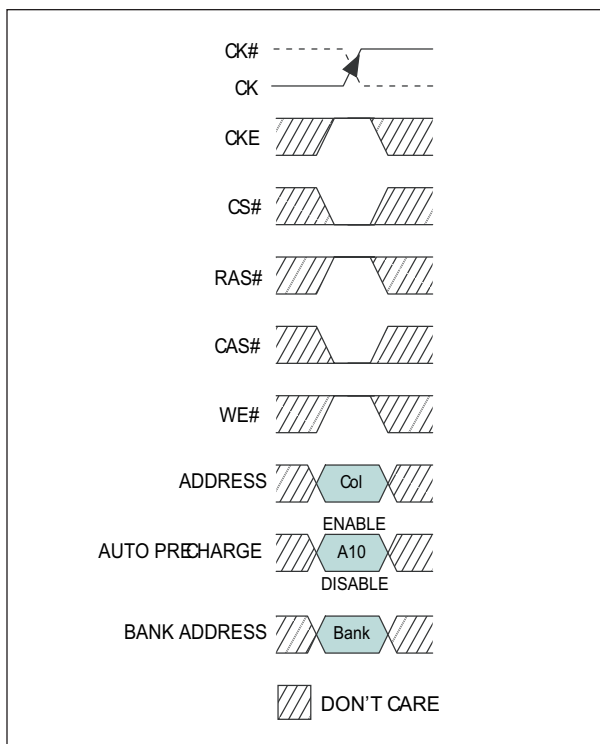 CK#
CK
CKE
CS#
RAS#
CAS#
WE#
ADDRESS
Col
ENABLE
AUTO PRECHARGE
A10
DISABLE
BANK ADDRESS
Bank
DON'T CARE